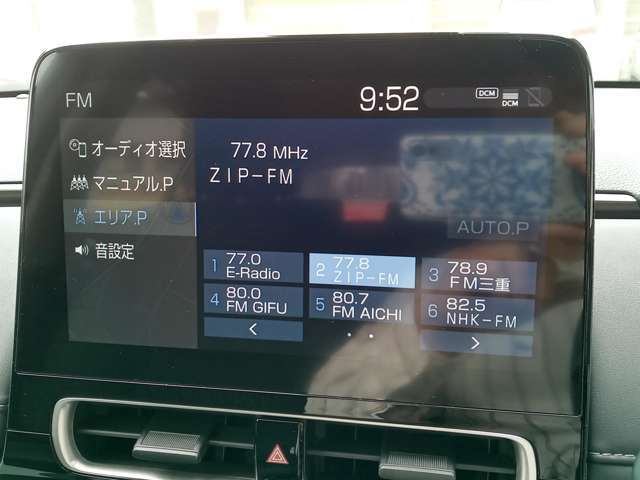 FM
9:52
DCM
DCM
オーディオ選択
マニュアル.P
エリア.P
音設定
77.8 MHz
ZIP-FM
AUTO.P
1 77.0
E-Radio
2 77.8
ZIP-FM
3 78.9
FM三重
4 80.0
FM GIFU
5 80.7
FM AICHI
6 82.5
NHK-FM
<
>